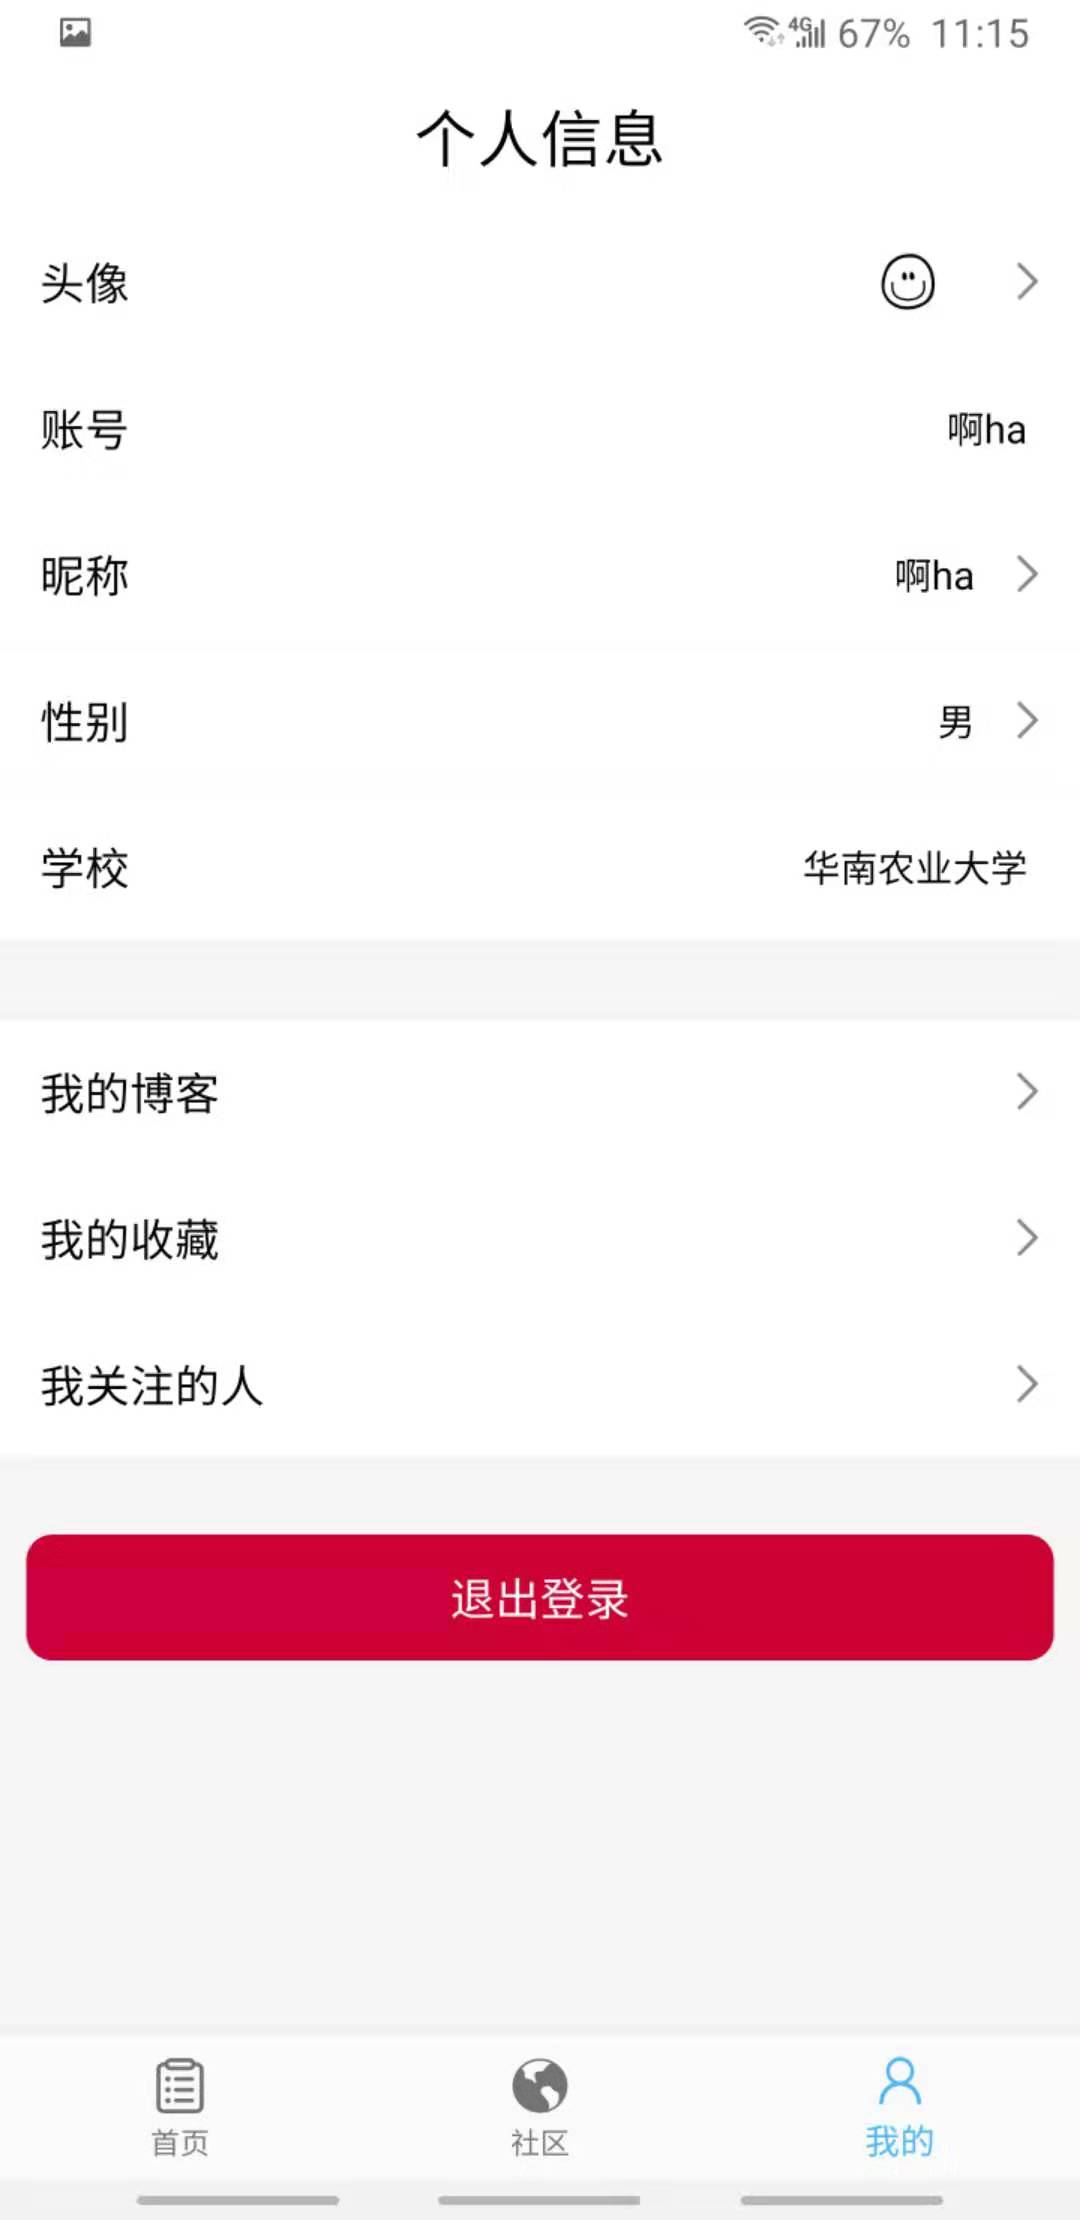 4G 67% 11:15
个人信息
头像
账号 啊ha
昵称 啊ha
性别 男
学校 华南农业大学
我的博客
我的收藏
我关注的人
退出登录
首页 社区 我的